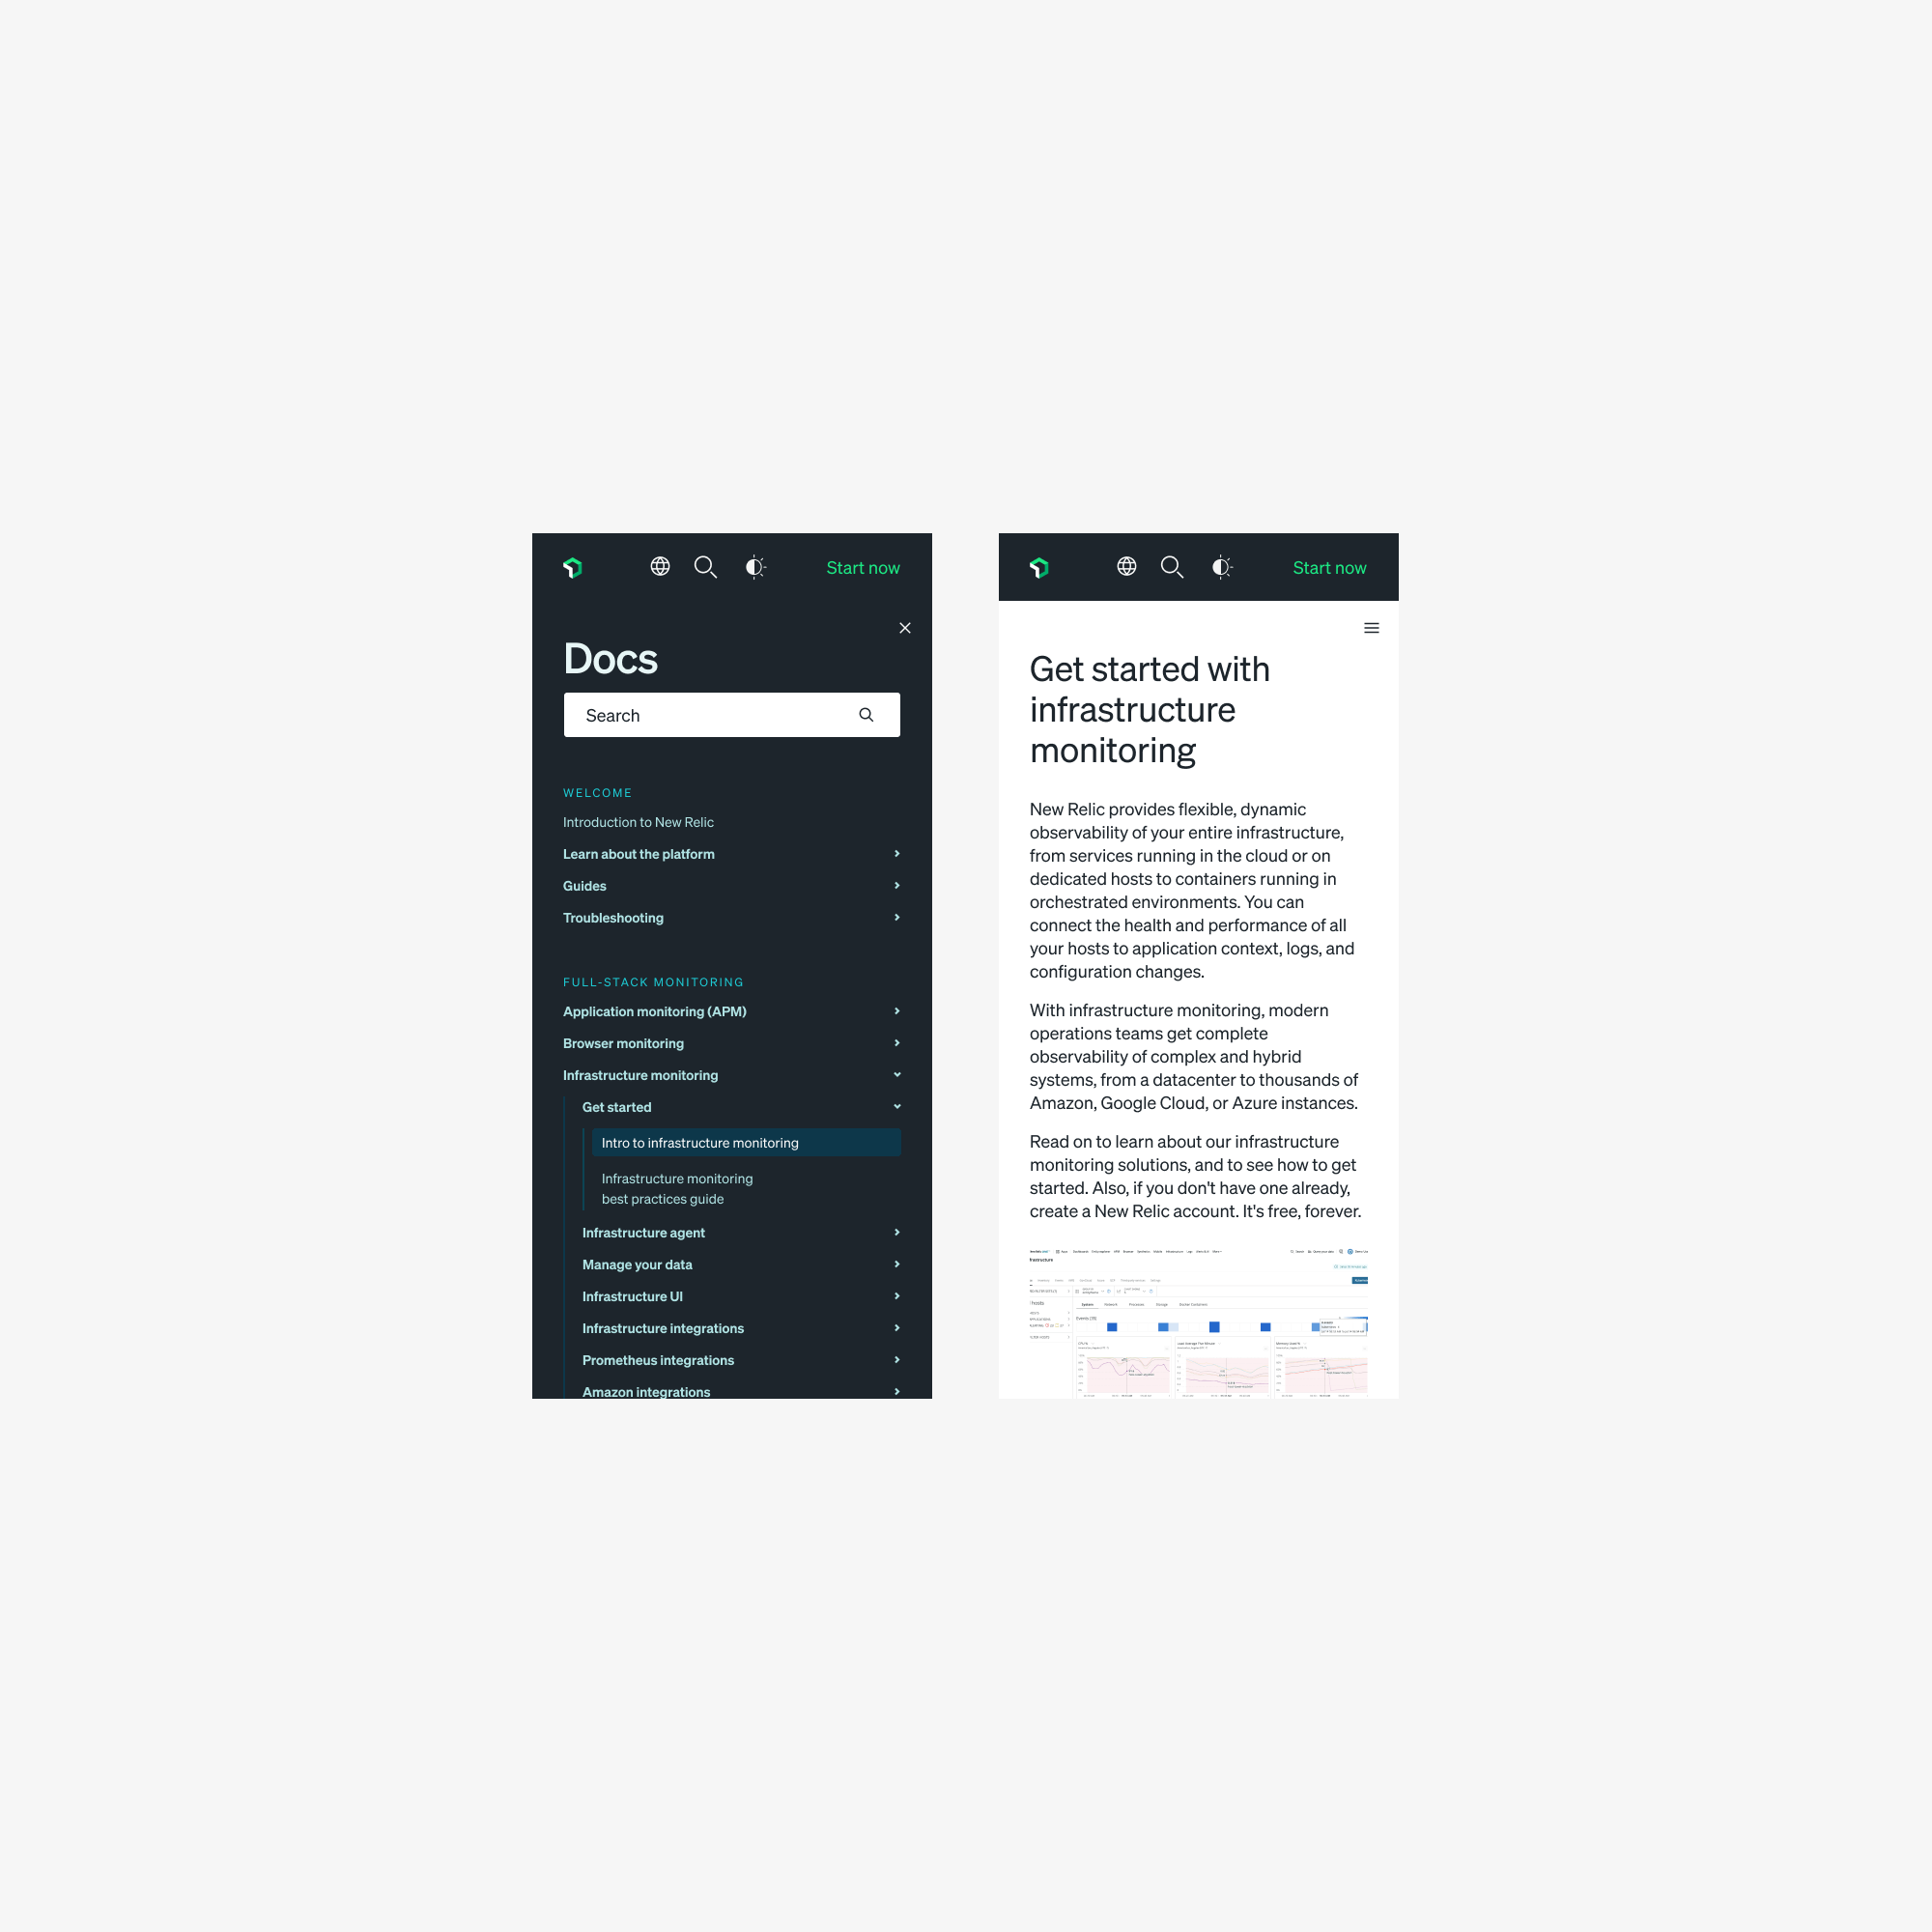 Start now
Docs
Search
WELCOME
Introduction to New Relic
Learn about the platform
Guides
Troubleshooting
FULL-STACK MONITORING
Application monitoring (APM)
Browser monitoring
Infrastructure monitoring
Get started
Intro to infrastructure monitoring
Infrastructure monitoring
best practices guide
Infrastructure agent
Manage your data
Infrastructure UI
Infrastructure integrations
Prometheus integrations
Amazon integrations
Start now
Get started with
infrastructure
monitoring
New Relic provides flexible, dynamic
observability of your entire infrastructure,
from services running in the cloud or on
dedicated hosts to containers running in
orchestrated environments. You can
connect the health and performance of all
your hosts to application context, logs, and
configuration changes.
With infrastructure monitoring, modern
operations teams get complete
observability of complex and hybrid
systems, from a datacenter to thousands of
Amazon, Google Cloud, or Azure instances.
Read on to learn about our infrastructure
monitoring solutions, and to see how to get
started. Also, if you don't have one already,
create a New Relic account. It's free, forever.
System Network Processes Storage Docker Containers